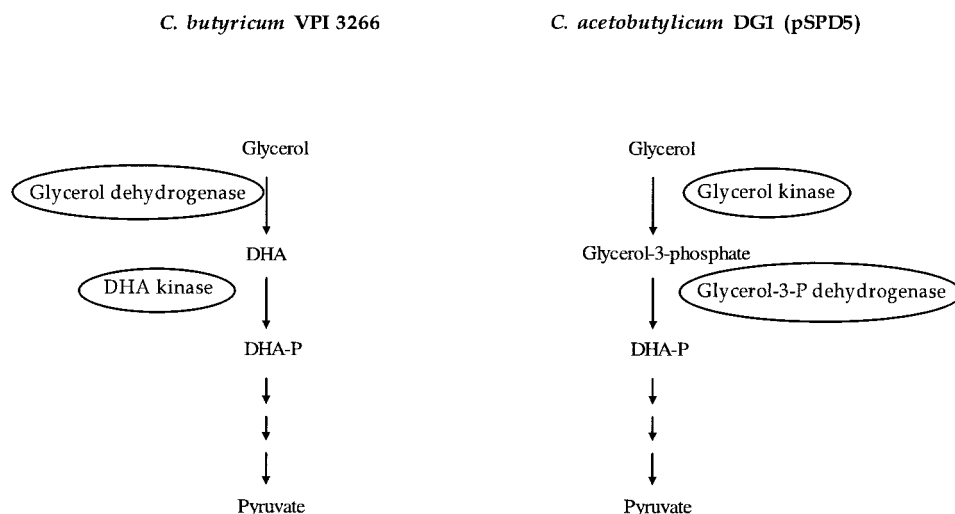 C. butyricum VPI 3266
Glycerol
Glycerol dehydrogenase
DHA
DHA kinase
DHA-P
Pyruvate
C. acetobutylicum DG1 (pSPD5)
Glycerol
Glycerol kinase
Glycerol-3-phosphate
Glycerol-3-P dehydrogenase
DHA-P
Pyruvate